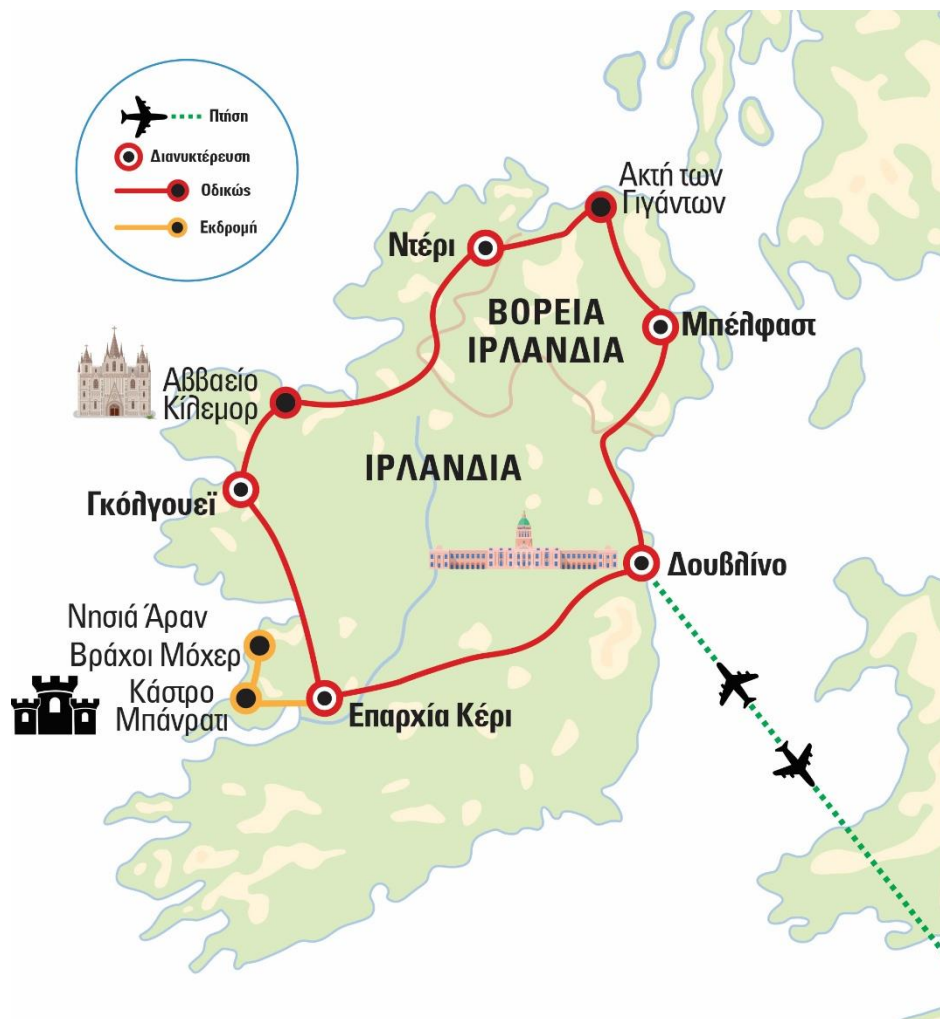 Πτήση
Διανυκτέρευση
Οδικώς
Εκδρομή
Ακτή των
Γιγάντων
Ντέρι
ΒΟΡΕΙΑ
ΙΡΛΑΝΔΙΑ
Μπέλφαστ
Αββαείο
Κίλεμορ
ΙΡΛΑΝΔΙΑ
Γκόλγουεϊ
Δουβλίνο
Νησιά Άραν
Βράχοι Μόχερ
Κάστρο
Μπάνρατι
Επαρχία Κέρι